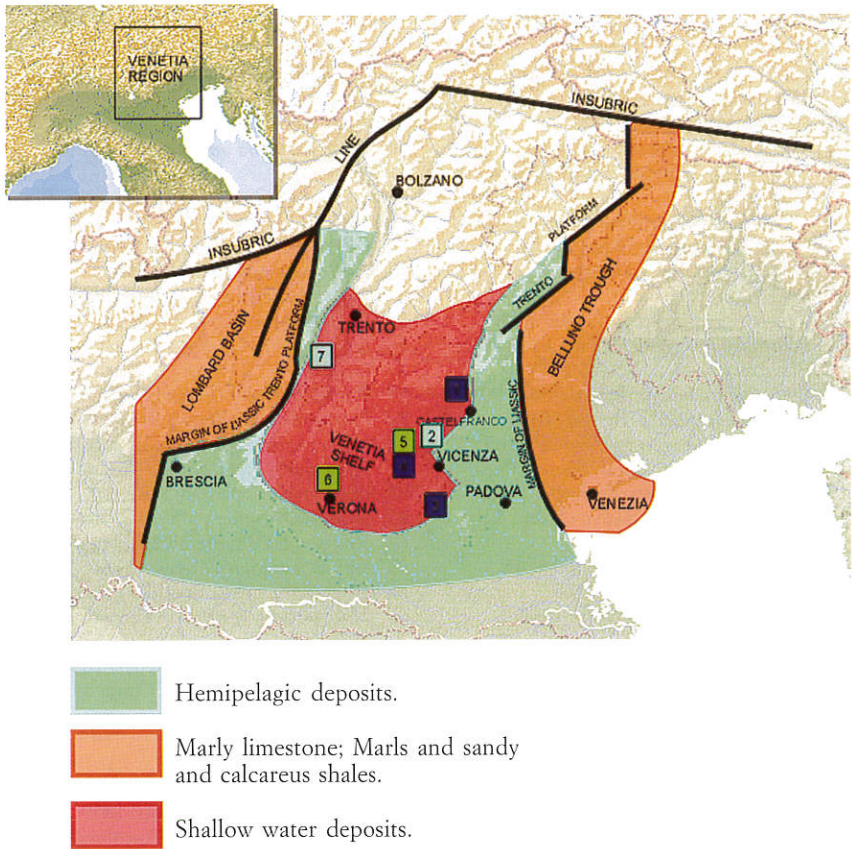 VENETIA
REGION
INSUBRIC
LINE
BOLZANO
INSUBRIC
PLATFORM
TRENTO
BELLUNO TROUGH
LOMBARD BASIN
MARGIN OF LIASSIC TRENTO PLATFORM
TRENTO
7
CASTELFRANCO
MARGIN OF LIASSIC
VENETIA
SHELF
5
2
VICENZA
BRESCIA
6
VERONA
PADOVA
VENEZIA
Hemipelagic deposits.
Marly limestone; Marls and sandy
and calcareus shales.
Shallow water deposits.